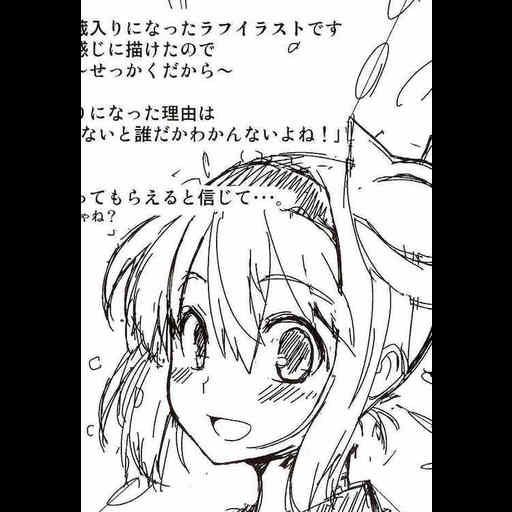 蔵入りになったラフイラストです
感じに描けたので
～せっかくだから～
りになった理由は
ないと誰だかわかんないよね！」
ってもらえると信じて…。
ゃね？
」